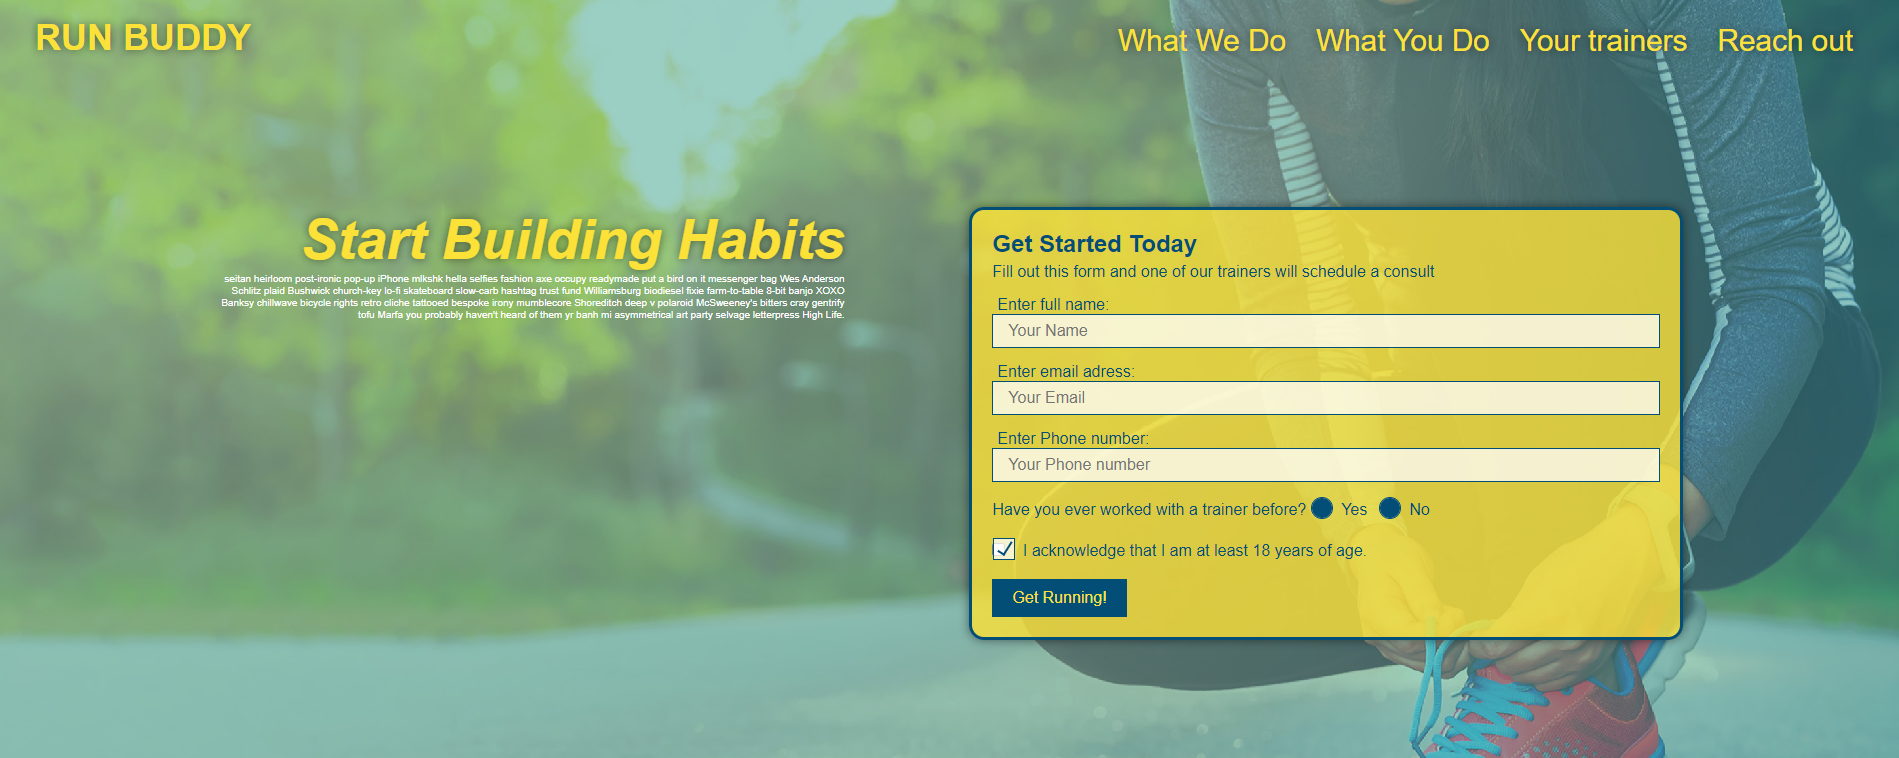 RUN BUDDY
What We Do What You Do Your trainers Reach out
Start Building Habits
seitan heirloom post-ironic pop-up iPhone mlkshk hella selfies fashion axe occupy readymade put a bird on it messenger bag Wes Anderson
Schlitz plaid Bushwick church-key lo-fi skateboard slow-carb hashtag trust fund Williamsburg biodiesel fixie farm-to-table 8-bit banjo XOXO
Banksy chillwave bicycle rights retro cliche tattooed bespoke irony mumblecore Shoreditch deep v polaroid McSweeney's bitters cray gentrify
tofu Marfa you probably haven't heard of them yr banh mi asymmetrical art party selvage letterpress High Life.
Get Started Today
Fill out this form and one of our trainers will schedule a consult
Enter full name:
Your Name
Enter email adress:
Your Email
Enter Phone number:
Your Phone number
Have you ever worked with a trainer before? Yes No
I acknowledge that I am at least 18 years of age.
Get Running!